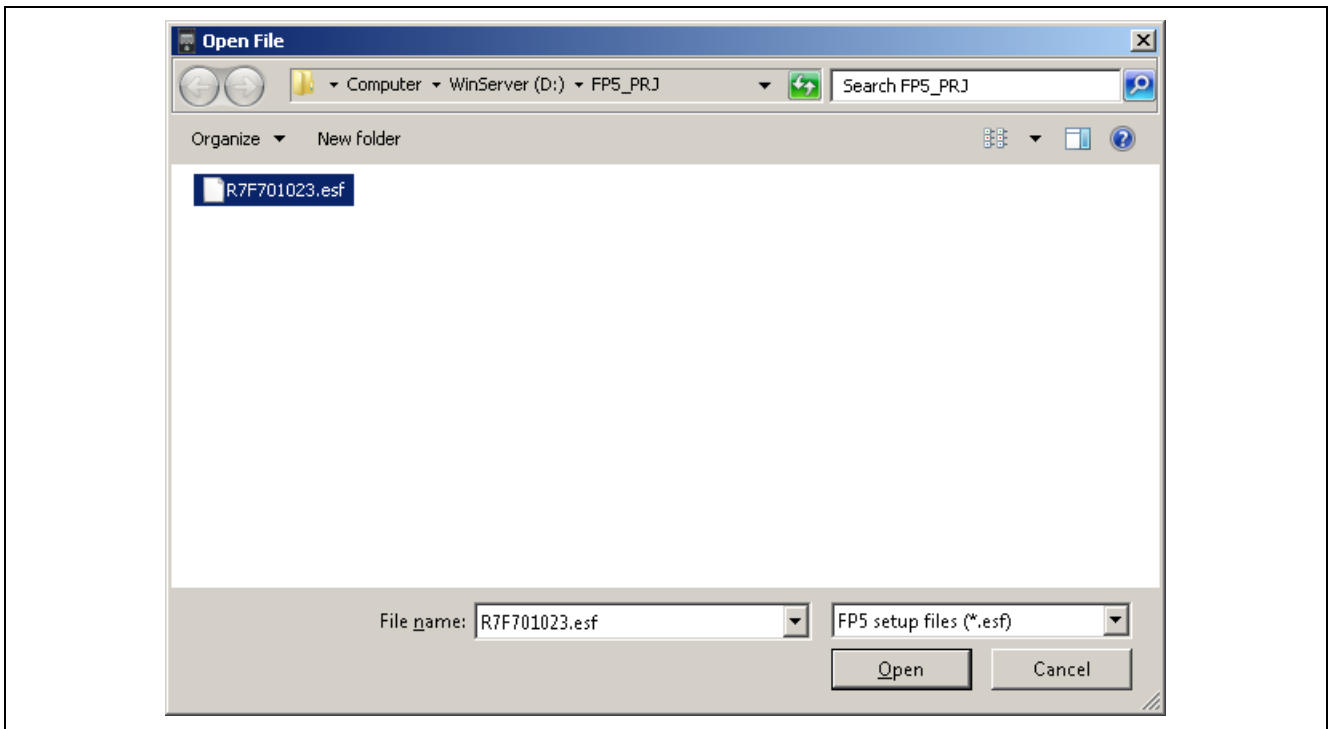 Open File
Computer WinServer (D:) FP5_PRJ Search FP5_PRJ
Organize New folder
R7F701023.esf
File name: R7F701023.esf FP5 setup files (*.esf)
Open Cancel